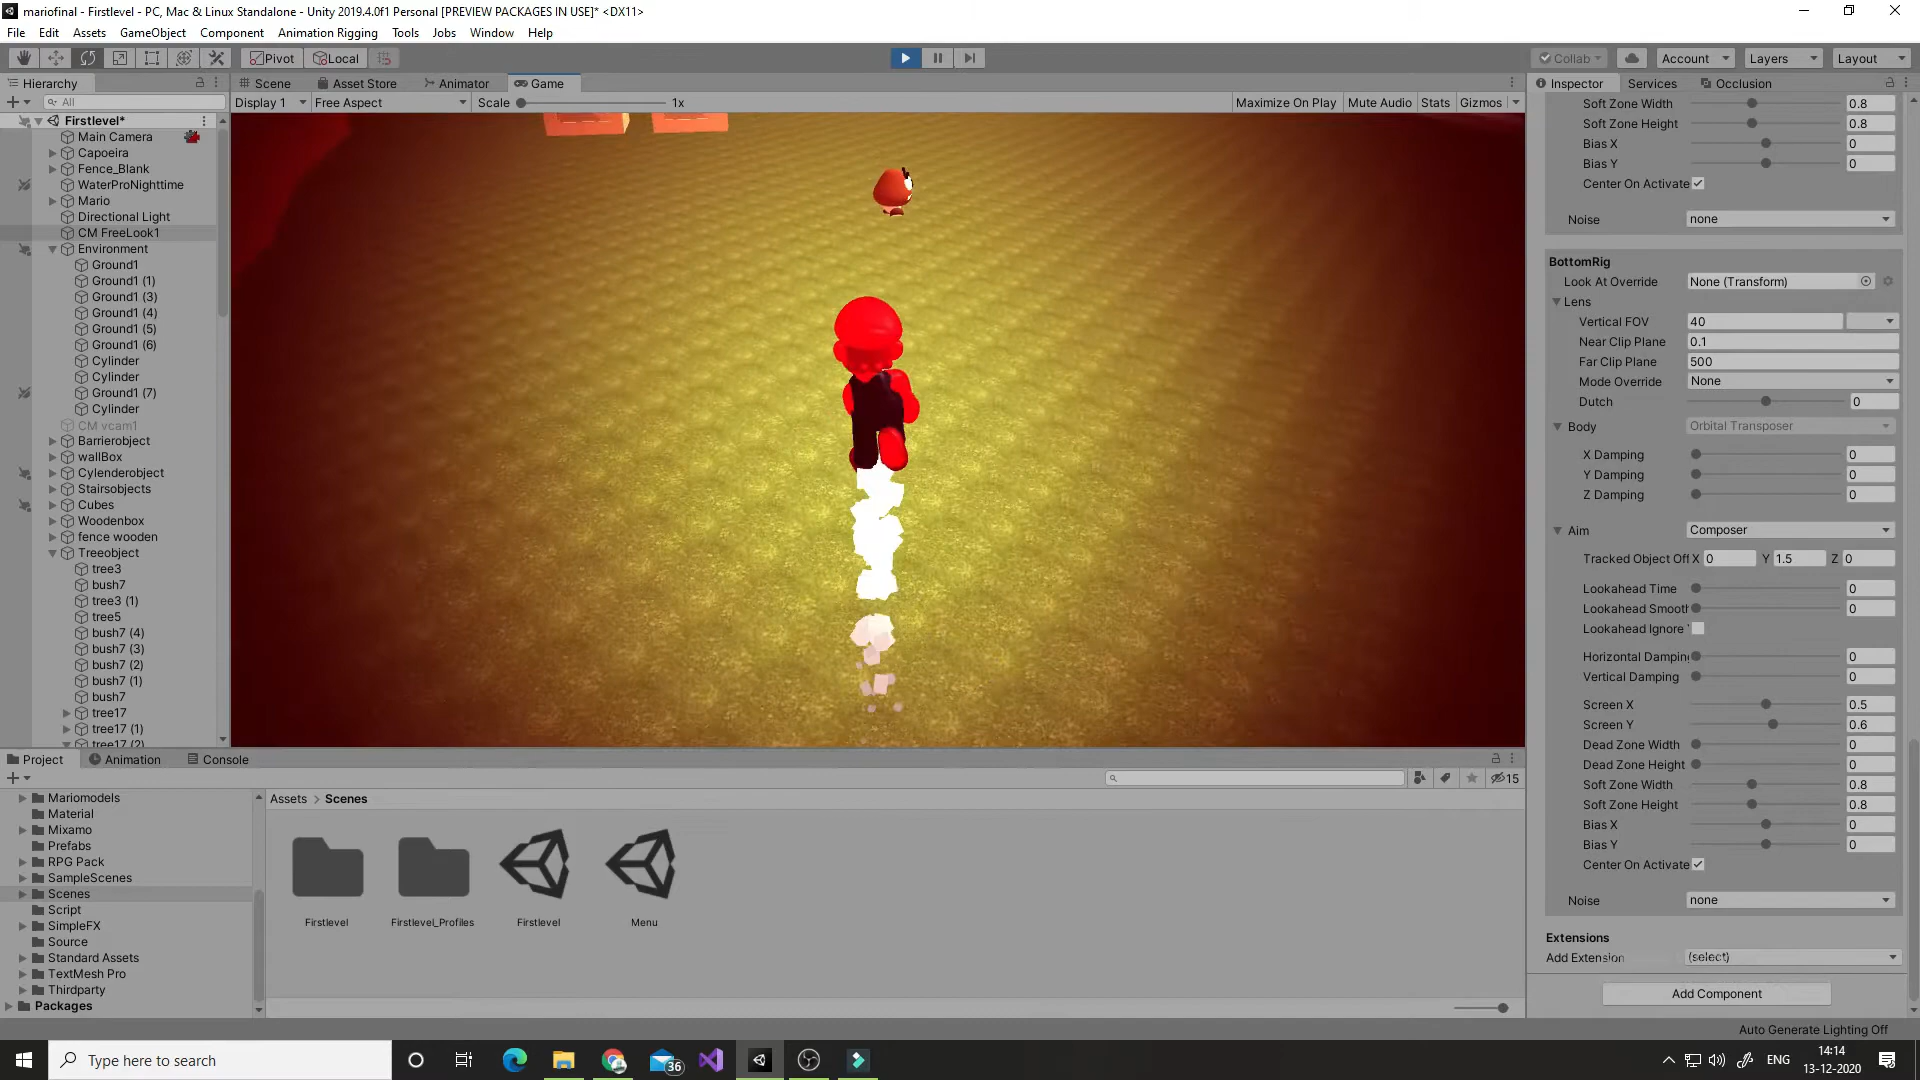 mariofinal - Firstlevel - PC, Mac & Linux Standalone - Unity 2019.4.0f1 Personal [PREVIEW PACKAGES IN USE]* <DX11>
File Edit Assets GameObject Component Animation Rigging Tools Jobs Window Help
Pivot Local Collab Account Layers Layout
Hierarchy
All
Firstlevel*
Main Camera
Capoeira
Fence_Blank
WaterProNighttime
Mario
Directional Light
CM FreeLook1
Environment
Ground1
Ground1 (1)
Ground1 (3)
Ground1 (4)
Ground1 (5)
Ground1 (6)
Cylinder
Cylinder
Ground1 (7)
Cylinder
CM vcam1
Barrierobject
wallBox
Cylenderobject
Stairsobjects
Cubes
Woodenbox
fence wooden
Treeobject
tree3
bush7
tree3 (1)
tree5
bush7 (4)
bush7 (3)
bush7 (2)
bush7 (1)
bush7
tree17
tree17 (1)
tree17 (2)
Scene Asset Store Animator Game
Display 1 Free Aspect Scale 1x Maximize On Play Mute Audio Stats Gizmos
Inspector Services Occlusion
Soft Zone Width 0.8
Soft Zone Height 0.8
Bias X 0
Bias Y 0
Center On Activate
Noise none
BottomRig
Look At Override None (Transform)
Lens
Vertical FOV 40
Near Clip Plane 0.1
Far Clip Plane 500
Mode Override None
Dutch 0
Body Orbital Transposer
X Damping 0
Y Damping 0
Z Damping 0
Aim Composer
Tracked Object Off X 0 Y 1.5 Z 0
Lookahead Time 0
Lookahead Smooth 0
Lookahead Ignore
Horizontal Damping 0
Vertical Damping 0
Screen X 0.5
Screen Y 0.6
Dead Zone Width 0
Dead Zone Height 0
Soft Zone Width 0.8
Soft Zone Height 0.8
Bias X 0
Bias Y 0
Center On Activate
Noise none
Extensions
Add Extension (select)
Add Component
Project Animation Console
15
Mariomodels
Material
Mixamo
Prefabs
RPG Pack
SampleScenes
Scenes
Script
SimpleFX
Source
Standard Assets
TextMesh Pro
Thirdparty
Packages
Assets > Scenes
Firstlevel Firstlevel_Profiles Firstlevel Menu
Auto Generate Lighting Off
Type here to search
36
ENG
14:14
13-12-2020